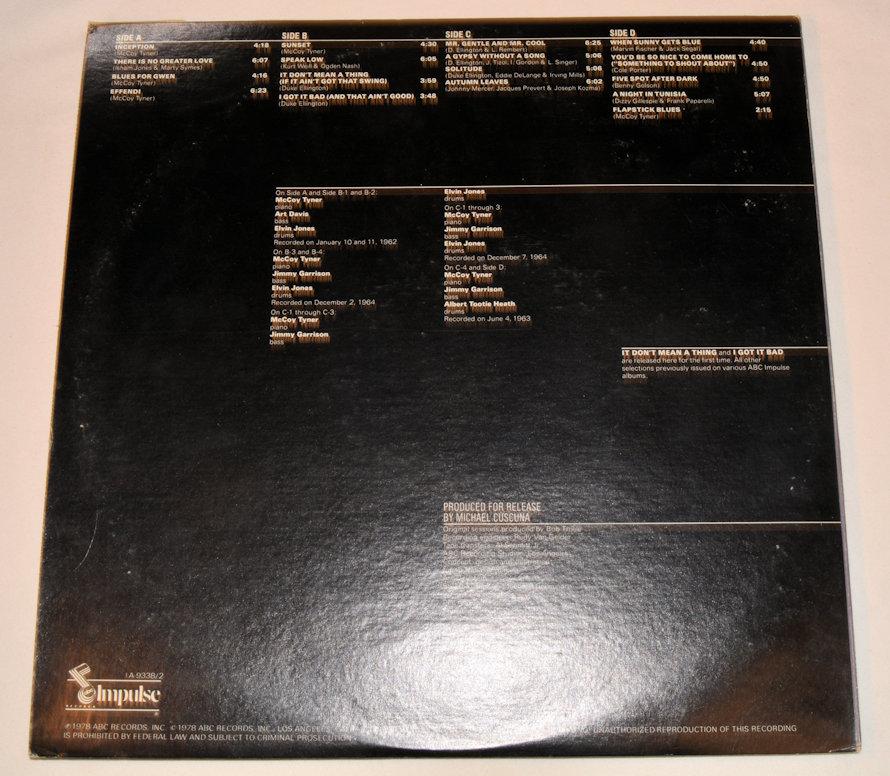 SIDE A
INCEPTION 4:18
(McCoy Tyner)
THERE IS NO GREATER LOVE 6:07
(Isham Jones & Marty Symes)
BLUES FOR GWEN 4:16
(McCoy Tyner)
EFFENDI 6:23
(McCoy Tyner)
SIDE B
SUNSET 4:30
(McCoy Tyner)
SPEAK LOW 6:05
(Kurt Weill & Ogden Nash)
IT DON'T MEAN A THING
(IF IT AIN'T GOT THAT SWING) 3:59
(Duke Ellington)
I GOT IT BAD (AND THAT AIN'T GOOD) 3:48
(Duke Ellington)
SIDE C
MR. GENTLE AND MR. COOL 6:25
(D. Ellington & L. Rembert)
A GYPSY WITHOUT A SONG 5:06
(D. Ellington, J. Tizol, I. Gordon & L. Singer)
SOLITUDE 5:06
(Duke Ellington, Eddie DeLange & Irving Mills)
AUTUMN LEAVES 6:02
(Johnny Mercer, Jacques Prevert & Joseph Kozma)
SIDE D
WHEN SUNNY GETS BLUE 4:40
(Marvin Fischer & Jack Segal)
YOU'D BE SO NICE TO COME HOME TO
("SOMETHING TO SHOUT ABOUT") 4:50
(Cole Porter)
FIVE SPOT AFTER DARK 4:50
(Benny Golson)
A NIGHT IN TUNISIA 5:07
(Dizzy Gillespie & Frank Paparelli)
FLAPSTICK BLUES 2:15
(McCoy Tyner)
On Side A and Side B-1 and B-2:
McCoy Tyner
piano
Art Davis
bass
Elvin Jones
drums
Recorded on January 10 and 11, 1962
On B-3 and B-4:
McCoy Tyner
piano
Jimmy Garrison
bass
Elvin Jones
drums
Recorded on December 2, 1964
On C-1 through C-3:
McCoy Tyner
piano
Jimmy Garrison
bass
Elvin Jones
drums
On C-1 through 3:
McCoy Tyner
piano
Jimmy Garrison
bass
Elvin Jones
drums
Recorded on December 7, 1964
On C-4 and Side D:
McCoy Tyner
piano
Jimmy Garrison
bass
Albert Tootie Heath
drums
Recorded on June 4, 1963
IT DON'T MEAN A THING and I GOT IT BAD
are released here for the first time. All other
selections previously issued on various ABC Impulse
albums.
PRODUCED FOR RELEASE
BY MICHAEL CUSCUNA
Original sessions produced by Bob Thiele
Recording engineer: Rudy Van Gelder
ABC Recording Studios, Los Angeles
IA-9338/2
Impulse
RECORDS
℗ 1978 ABC RECORDS, INC. © 1978 ABC RECORDS, INC., LOS ANGELES UNAUTHORIZED REPRODUCTION OF THIS RECORDING
IS PROHIBITED BY FEDERAL LAW AND SUBJECT TO CRIMINAL PROSECUTION